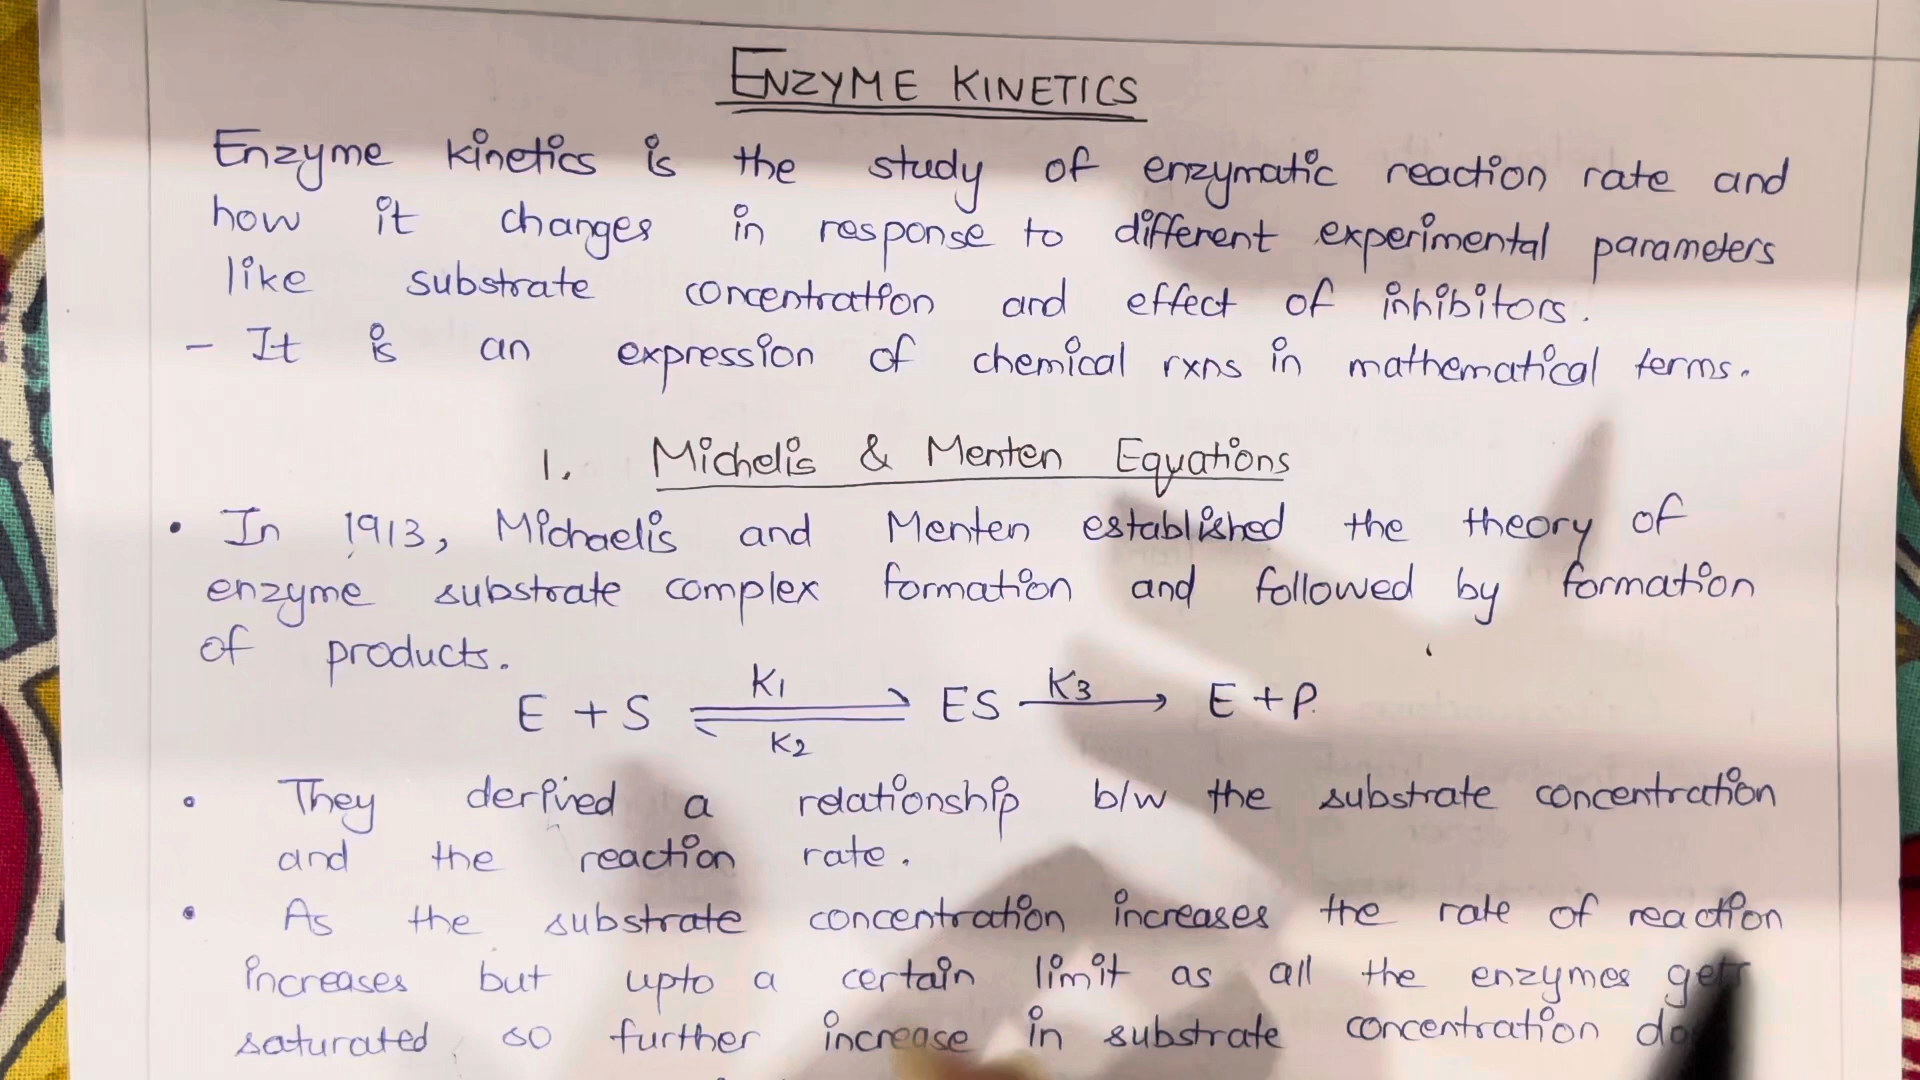 ENZYME KINETICS
Enzyme kinetics is the study of enzymatic reaction rate and
how it changes in response to different experimental parameters
like substrate concentration and effect of inhibitors.
- It is an expression of chemical rxns in mathematical terms.
1. Michelis & Menten Equations
• In 1913, Michaelis and Menten established the theory of
enzyme substrate complex formation and followed by formation
of products.
E + S ⇌ ES → E + P
K1 K3
K2
• They derived a relationship b/w the substrate concentration
and the reaction rate.
• As the substrate concentration increases the rate of reaction
increases but upto a certain limit as all the enzymes gets
saturated so further increase in substrate concentration